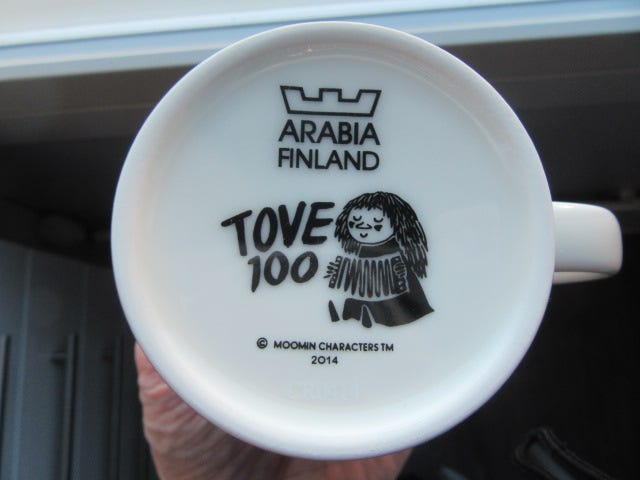 ARABIA
FINLAND
TOVE
100
© MOOMIN CHARACTERS TM
2014